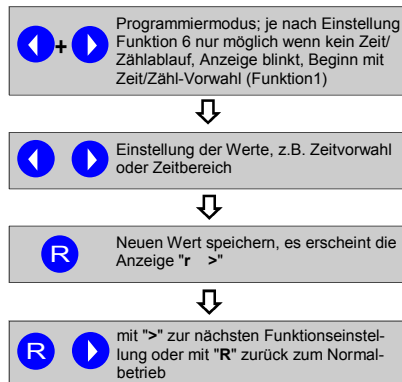 +
Programmiermodus; je nach Einstellung
Funktion 6 nur möglich wenn kein Zeit/
Zählablauf, Anzeige blinkt, Beginn mit
Zeit/Zähl-Vorwahl (Funktion1)
Einstellung der Werte, z.B. Zeitvorwahl
oder Zeitbereich
R
Neuen Wert speichern, es erscheint die
Anzeige "r >"
R
mit ">" zur nächsten Funktionseinstel-
lung oder mit "R" zurück zum Normal-
betrieb